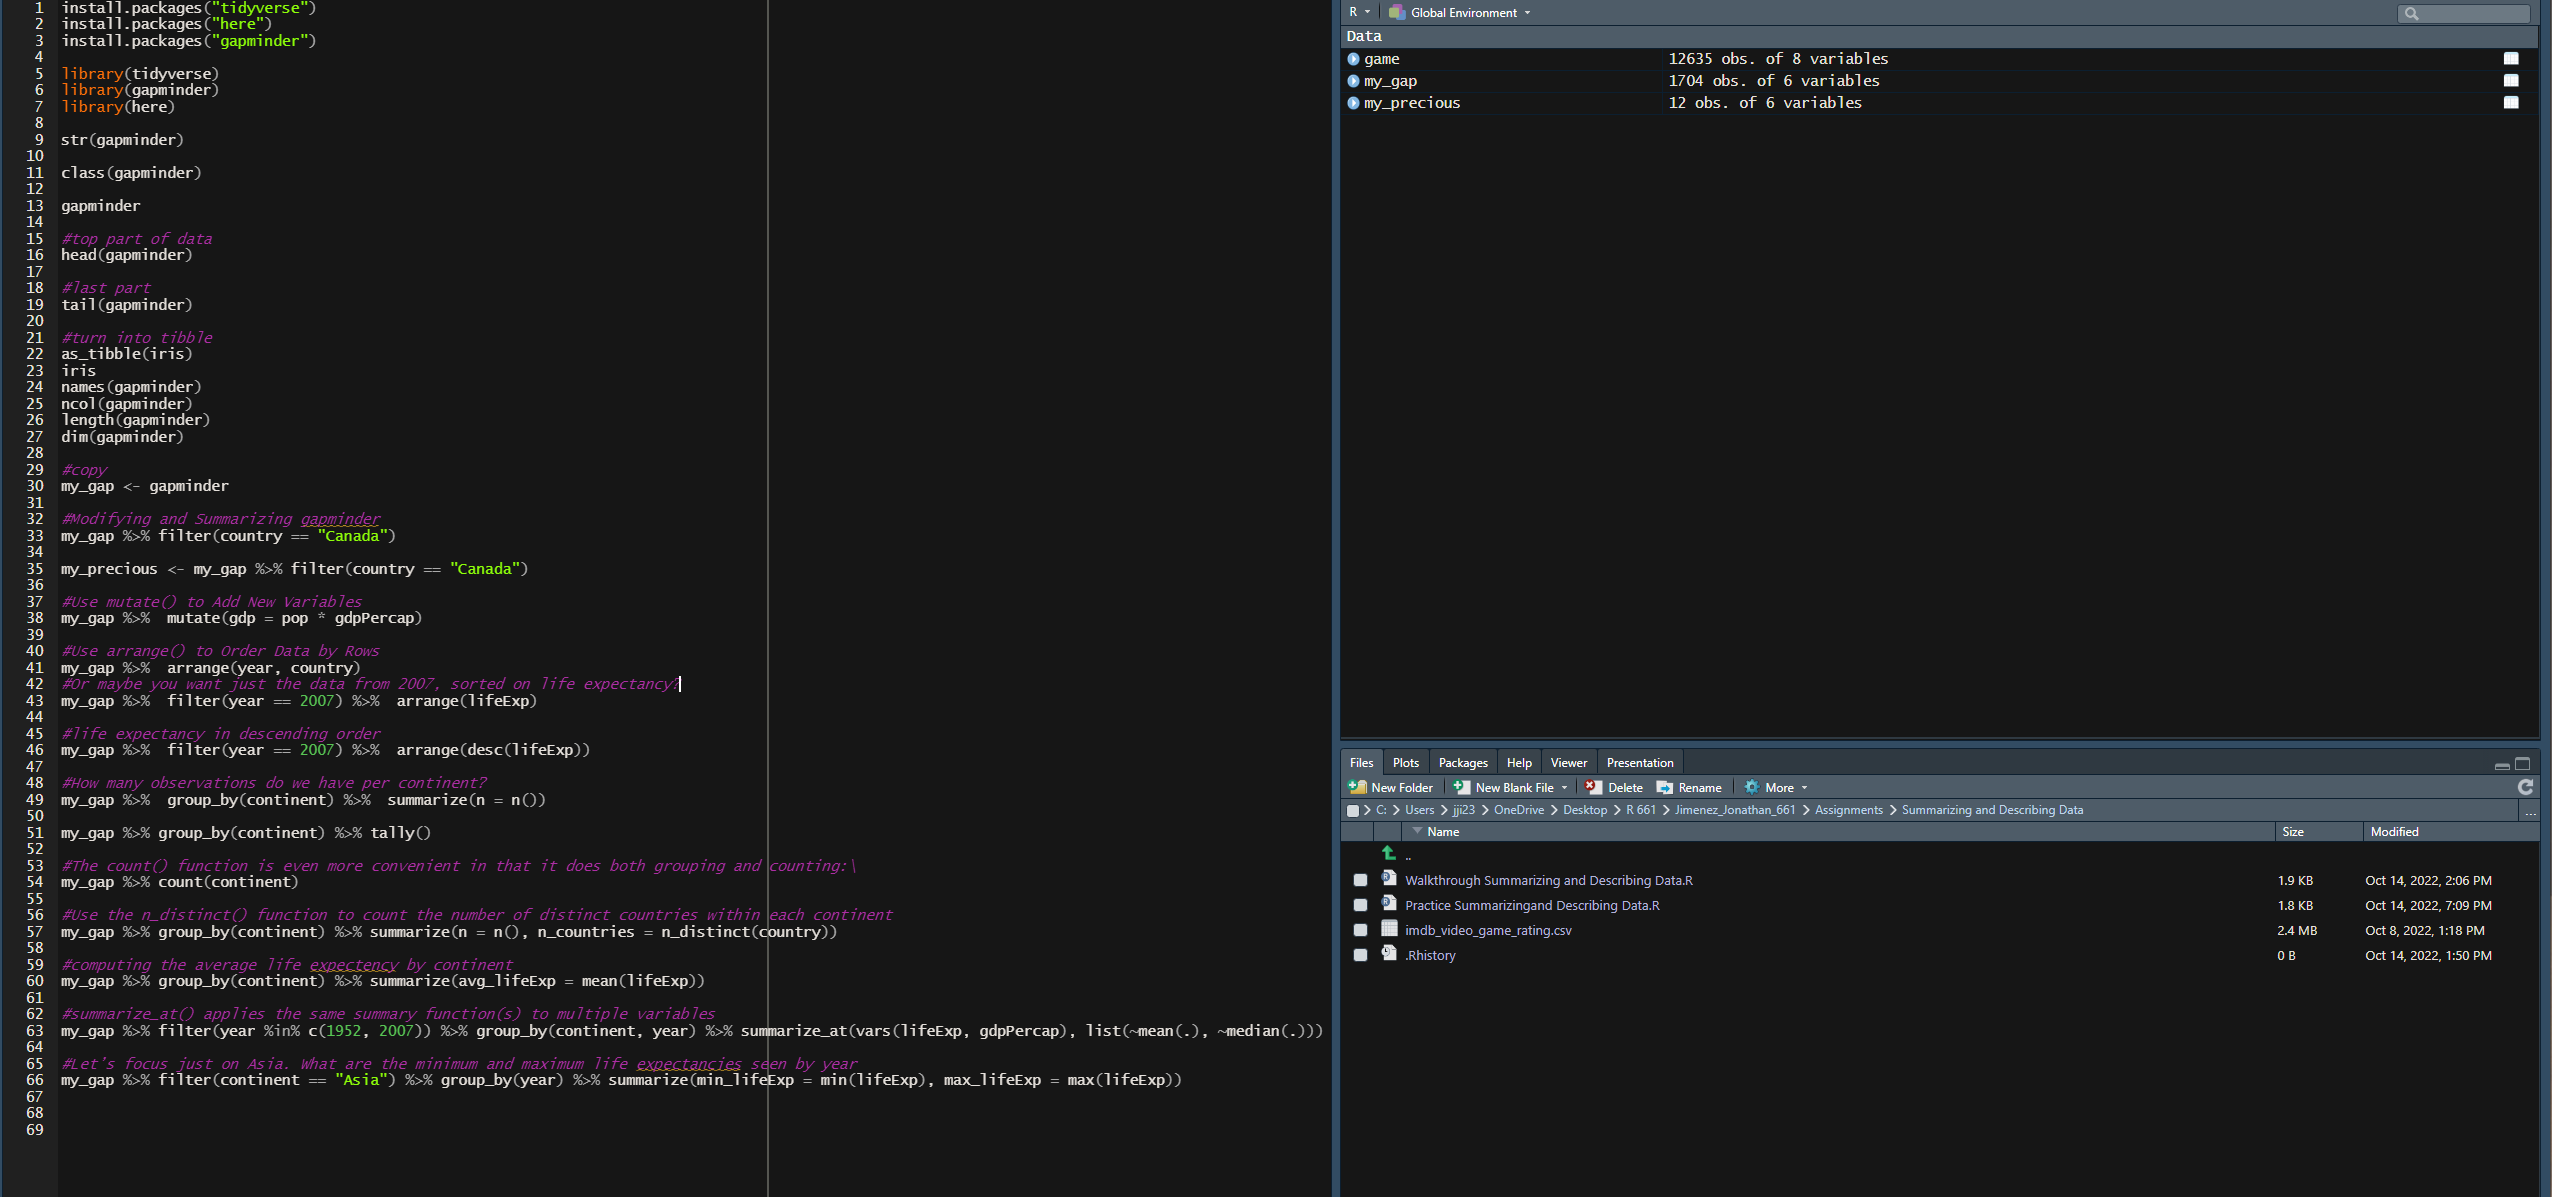 1 install.packages("tidyverse")
2 install.packages("here")
3 install.packages("gapminder")
4
5 library(tidyverse)
6 library(gapminder)
7 library(here)
8
9 str(gapminder)
10
11 class(gapminder)
12
13 gapminder
14
15 #top part of data
16 head(gapminder)
17
18 #last part
19 tail(gapminder)
20
21 #turn into tibble
22 as_tibble(iris)
23 iris
24 names(gapminder)
25 ncol(gapminder)
26 length(gapminder)
27 dim(gapminder)
28
29 #copy
30 my_gap <- gapminder
31
32 #Modifying and Summarizing gapminder
33 my_gap %>% filter(country == "Canada")
34
35 my_precious <- my_gap %>% filter(country == "Canada")
36
37 #Use mutate() to Add New Variables
38 my_gap %>%  mutate(gdp = pop * gdpPercap)
39
40 #Use arrange() to Order Data by Rows
41 my_gap %>%  arrange(year, country)
42 #Or maybe you want just the data from 2007, sorted on life expectancy?
43 my_gap %>%  filter(year == 2007) %>%  arrange(lifeExp)
44
45 #life expectancy in descending order
46 my_gap %>%  filter(year == 2007) %>%  arrange(desc(lifeExp))
47
48 #How many observations do we have per continent?
49 my_gap %>%  group_by(continent) %>%  summarize(n = n())
50
51 my_gap %>% group_by(continent) %>% tally()
52
53 #The count() function is even more convenient in that it does both grouping and counting:\
54 my_gap %>% count(continent)
55
56 #Use the n_distinct() function to count the number of distinct countries within each continent
57 my_gap %>% group_by(continent) %>% summarize(n = n(), n_countries = n_distinct(country))
58
59 #computing the average life expectency by continent
60 my_gap %>% group_by(continent) %>% summarize(avg_lifeExp = mean(lifeExp))
61
62 #summarize_at() applies the same summary function(s) to multiple variables
63 my_gap %>% filter(year %in% c(1952, 2007)) %>% group_by(continent, year) %>% summarize_at(vars(lifeExp, gdpPercap), list(~mean(.), ~median(.)))
64
65 #Let's focus just on Asia. What are the minimum and maximum life expectancies seen by year
66 my_gap %>% filter(continent == "Asia") %>% group_by(year) %>% summarize(min_lifeExp = min(lifeExp), max_lifeExp = max(lifeExp))
67
68
69
R Global Environment
Data
game 12635 obs. of 8 variables
my_gap 1704 obs. of 6 variables
my_precious 12 obs. of 6 variables
Files Plots Packages Help Viewer Presentation
New Folder New Blank File Delete Rename More
C: > Users > jji23 > OneDrive > Desktop > R 661 > Jimenez_Jonathan_661 > Assignments > Summarizing and Describing Data ...
Name Size Modified
..
Walkthrough Summarizing and Describing Data.R 1.9 KB Oct 14, 2022, 2:06 PM
Practice Summarizingand Describing Data.R 1.8 KB Oct 14, 2022, 7:09 PM
imdb_video_game_rating.csv 2.4 MB Oct 8, 2022, 1:18 PM
.Rhistory 0 B Oct 14, 2022, 1:50 PM